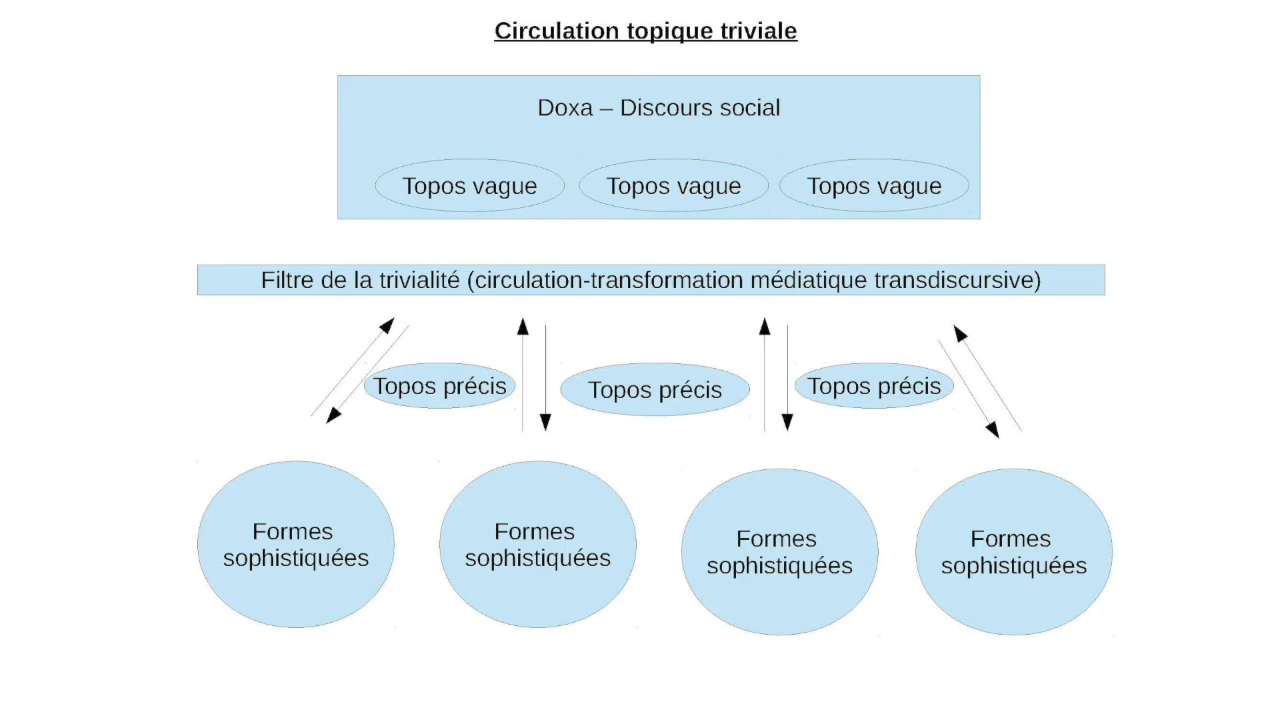 Circulation topique triviale
Doxa – Discours social
Topos vague
Topos vague
Topos vague
Filtre de la trivialité (circulation-transformation médiatique transdiscursive)
Topos précis
Topos précis
Topos précis
Formes
sophistiquées
Formes
sophistiquées
Formes
sophistiquées
Formes
sophistiquées